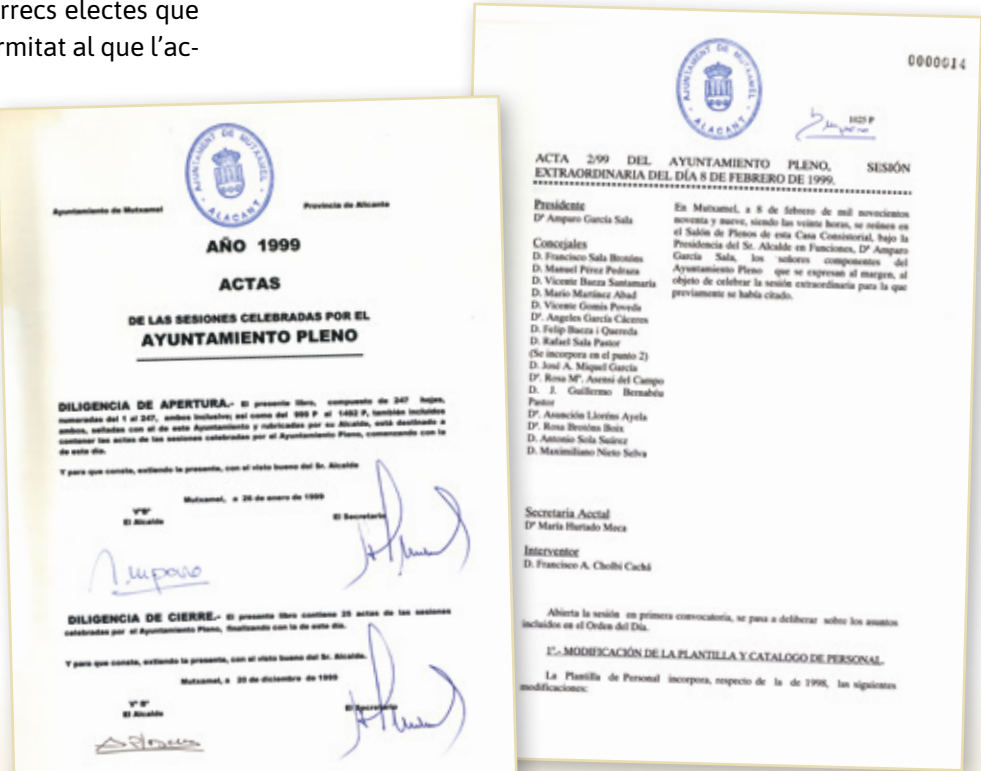 rrecs electes que
rmitat al que l'ac-
AJUNTAMENT DE MUTXAMEL
· ALACANT ·
Ayuntamiento de Mutxamel
Provincia de Alicante
AÑO 1999
ACTAS
DE LAS SESIONES CELEBRADAS POR EL
AYUNTAMIENTO PLENO
DILIGENCIA DE APERTURA.- El presente libro, compuesto de 247 hojas,
numeradas del 1 al 247, ambos inclusive; así como del 990 P al 1482 P, también incluidos
ambos, selladas con el de este Ayuntamiento y rubricadas por su Alcalde, está destinado a
contener las actas de las sesiones celebradas por el Ayuntamiento Pleno, comenzando con la
de este día.
Y para que conste, extiendo la presente, con el visto bueno del Sr. Alcalde
Mutxamel, a 26 de enero de 1999
VºBº
El Alcalde
El Secretario
Amparo
DILIGENCIA DE CIERRE.- El presente libro contiene 25 actas de las sesiones
celebradas por el Ayuntamiento Pleno, finalizando con la de este día.
Y para que conste, extiendo la presente, con el visto bueno del Sr. Alcalde.
Mutxamel, a 20 de diciembre de 1999
Vº Bº
El Alcalde
El Secretario
AJUNTAMENT DE MUTXAMEL
· ALACANT ·
0000014
1025 P
Amparo
ACTA 2/99 DEL AYUNTAMIENTO PLENO, SESIÓN
EXTRAORDINARIA DEL DÍA 8 DE FEBRERO DE 1999.
Presidente
Dª Amparo García Sala
Concejales
D. Francisco Sala Brotóns
D. Manuel Pérez Pedraza
D. Vicente Baeza Santamaría
D. Mario Martínez Abad
D. Vicente Gomis Poveda
Dª. Angeles García Cáceres
D. Felip Baeza i Quereda
D. Rafael Sala Pastor
(Se incorpora en el punto 2)
D. José A. Miquel García
Dª. Rosa Mª. Asensi del Campo
D. J. Guillermo Bernabéu
Pastor
Dª. Asunción Lloréns Ayela
Dª. Rosa Brotóns Boix
D. Antonio Sola Suárez
D. Maximiliano Nieto Selva
Secretaria Acctal
Dª María Hurtado Meca
Interventor
D. Francisco A. Cholbi Cachá
En Mutxamel, a 8 de febrero de mil novecientos
noventa y nueve, siendo las veinte horas, se reúnen en
el Salón de Plenos de esta Casa Consistorial, bajo la
Presidencia del Sr. Alcalde en Funciones, Dª Amparo
García Sala, los señores componentes del
Ayuntamiento Pleno que se expresan al margen, al
objeto de celebrar la sesión extraordinaria para la que
previamente se había citado.
Abierta la sesión en primera convocatoria, se pasa a deliberar sobre los asuntos
incluidos en el Orden del Día.
1º.- MODIFICACIÓN DE LA PLANTILLA Y CATALOGO DE PERSONAL.
La Plantilla de Personal incorpora, respecto de la de 1998, las siguientes
modificaciones: